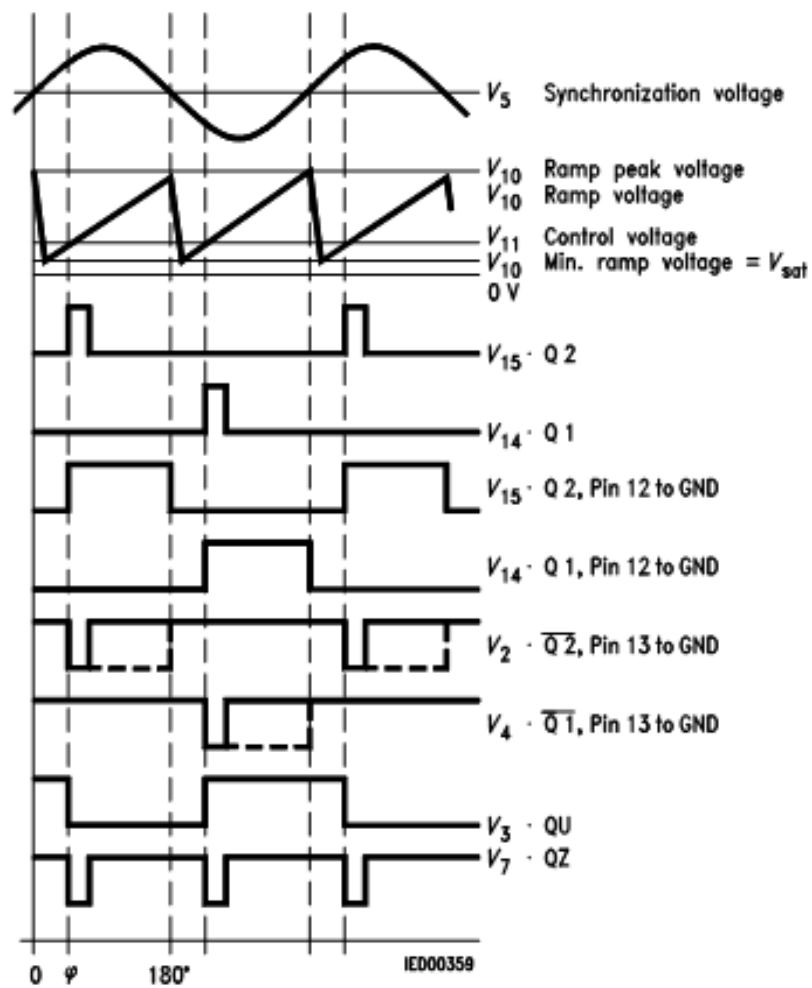 V5 Synchronization voltage
V10 Ramp peak voltage
V10 Ramp voltage
V11 Control voltage
V10 Min. ramp voltage = Vsat
0 V
V15 · Q 2
V14 · Q 1
V15 · Q 2, Pin 12 to GND
V14 · Q 1, Pin 12 to GND
V2 · Q̅ ̅2̅, Pin 13 to GND
V4 · Q̅ ̅1̅, Pin 13 to GND
V3 · QU
V7 · QZ
IED00359
0 φ 180°